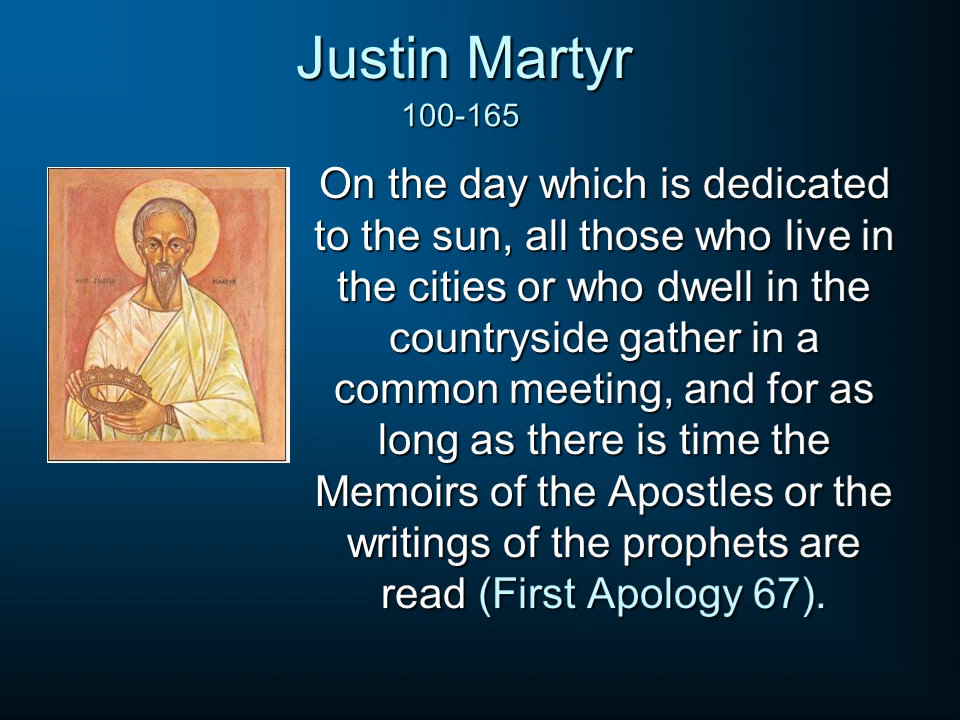 Justin Martyr
100-165
On the day which is dedicated
to the sun, all those who live in
the cities or who dwell in the
countryside gather in a
common meeting, and for as
long as there is time the
Memoirs of the Apostles or the
writings of the prophets are
read (First Apology 67).
JUSTIN
MARTYR